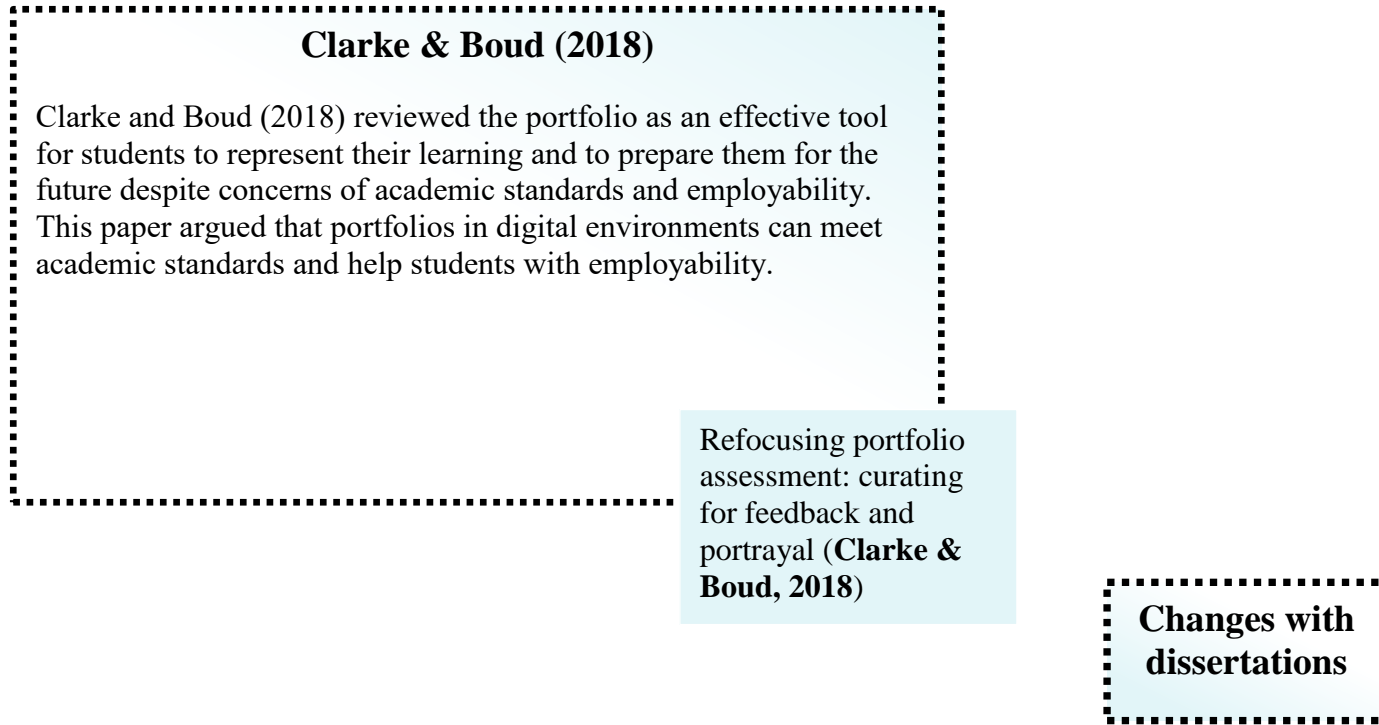 Clarke & Boud (2018)
Clarke and Boud (2018) reviewed the portfolio as an effective tool
for students to represent their learning and to prepare them for the
future despite concerns of academic standards and employability.
This paper argued that portfolios in digital environments can meet
academic standards and help students with employability.
Refocusing portfolio
assessment: curating
for feedback and
portrayal (Clarke &
Boud, 2018)
Changes with
dissertations